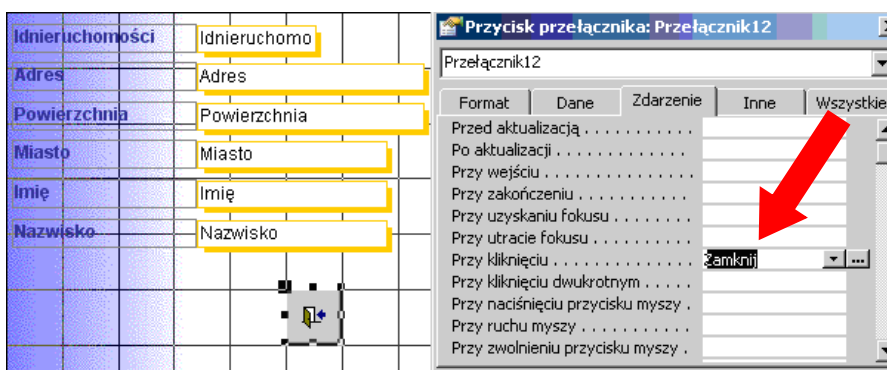 Idnieruchomości Idnieruchomo
Adres Adres
Powierzchnia Powierzchnia
Miasto Miasto
Imię Imię
Nazwisko Nazwisko
Przycisk przełącznika: Przełącznik12
Przełącznik12
Format Dane Zdarzenie Inne Wszystkie
Przed aktualizacją . . . . . . . . . . .
Po aktualizacji . . . . . . . . . . . . .
Przy wejściu . . . . . . . . . . . . . .
Przy zakończeniu . . . . . . . . . . .
Przy uzyskaniu fokusu . . . . . . . .
Przy utracie fokusu . . . . . . . . . .
Przy kliknięciu . . . . . . . . . . . . . . . Zamknij ...
Przy kliknięciu dwukrotnym . . . . .
Przy naciśnięciu przycisku myszy .
Przy ruchu myszy . . . . . . . . . . .
Przy zwolnieniu przycisku myszy .